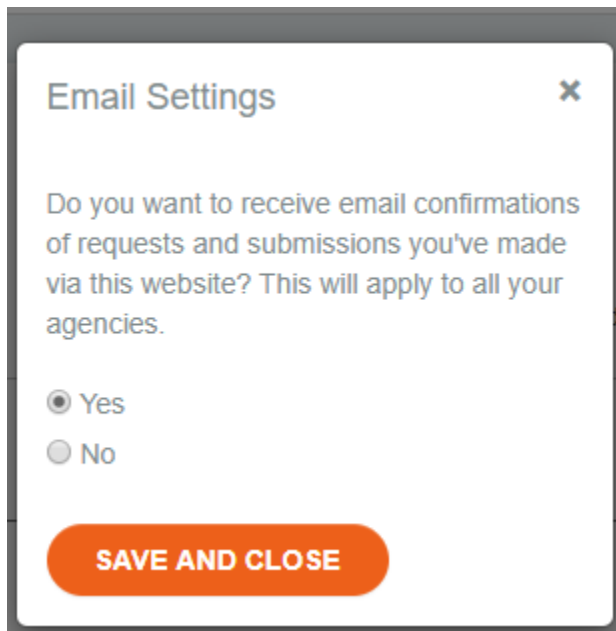 Email Settings
Do you want to receive email confirmations
of requests and submissions you've made
via this website? This will apply to all your
agencies.
Yes
No
SAVE AND CLOSE